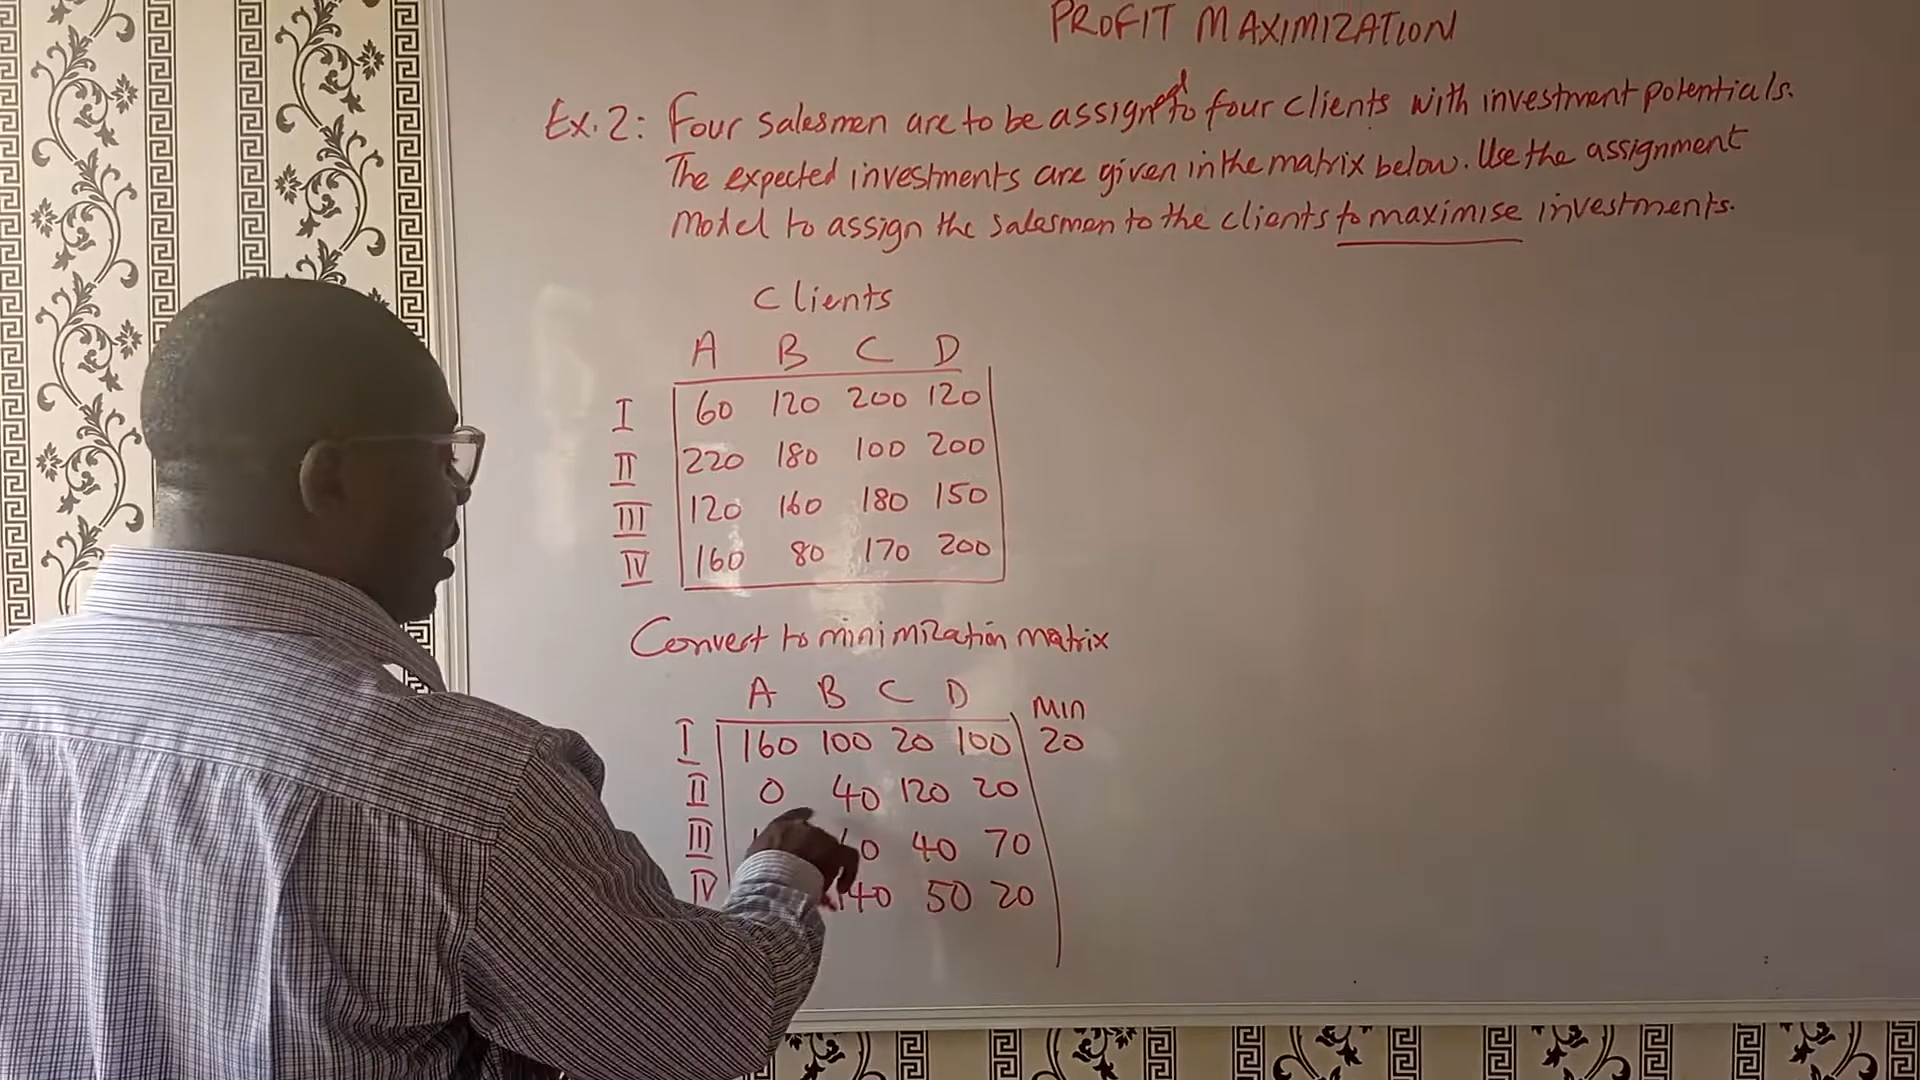 PROFIT MAXIMIZATION
Ex. 2: Four salesmen are to be assigned to four clients with investment potentials.
The expected investments are given in the matrix below. Use the assignment
model to assign the salesmen to the clients to maximise investments.
Clients
A B C D
I 60 120 200 120
II 220 180 100 200
III 120 160 180 150
IV 160 80 170 200
Convert to minimization matrix
A B C D Min
I 160 100 20 100 20
II 0 40 120 20
III 40 70
IV 140 50 20